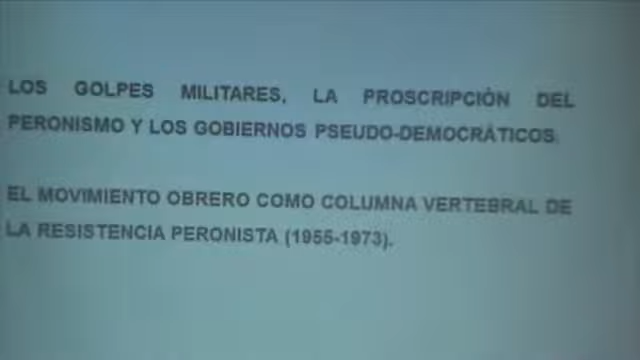 LOS GOLPES MILITARES, LA PROSCRIPCIÓN DEL
PERONISMO Y LOS GOBIERNOS PSEUDO-DEMOCRÁTICOS.
EL MOVIMIENTO OBRERO COMO COLUMNA VERTEBRAL DE
LA RESISTENCIA PERONISTA (1955-1973).